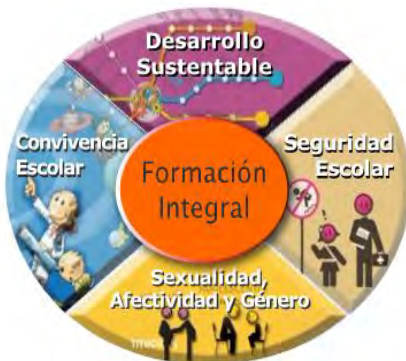 Desarrollo
Sustentable
Convivencia
Escolar
Seguridad
Escolar
Formación
Integral
Sexualidad,
Afectividad y Género